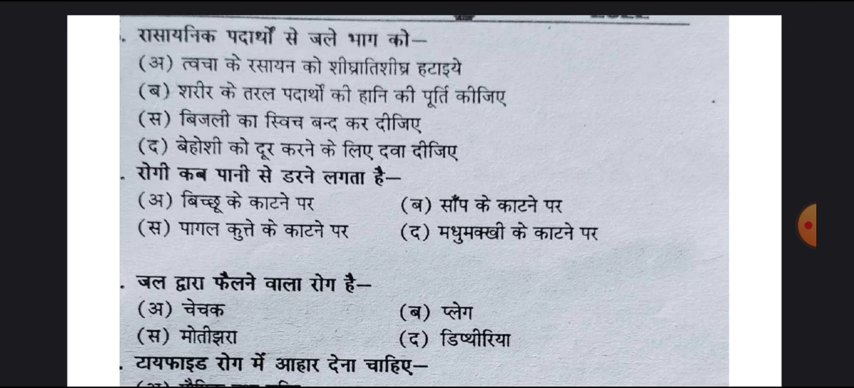 . रासायनिक पदार्थों से जले भाग को—
(अ) त्वचा के रसायन को शीघ्रातिशीघ्र हटाइये
(ब) शरीर के तरल पदार्थों की हानि की पूर्ति कीजिए
(स) बिजली का स्विच बन्द कर दीजिए
(द) बेहोशी को दूर करने के लिए दवा दीजिए
. रोगी कब पानी से डरने लगता है—
(अ) बिच्छू के काटने पर (ब) साँप के काटने पर
(स) पागल कुत्ते के काटने पर (द) मधुमक्खी के काटने पर
. जल द्वारा फैलने वाला रोग है—
(अ) चेचक (ब) प्लेग
(स) मोतीझरा (द) डिप्थीरिया
. टायफाइड रोग में आहार देना चाहिए—